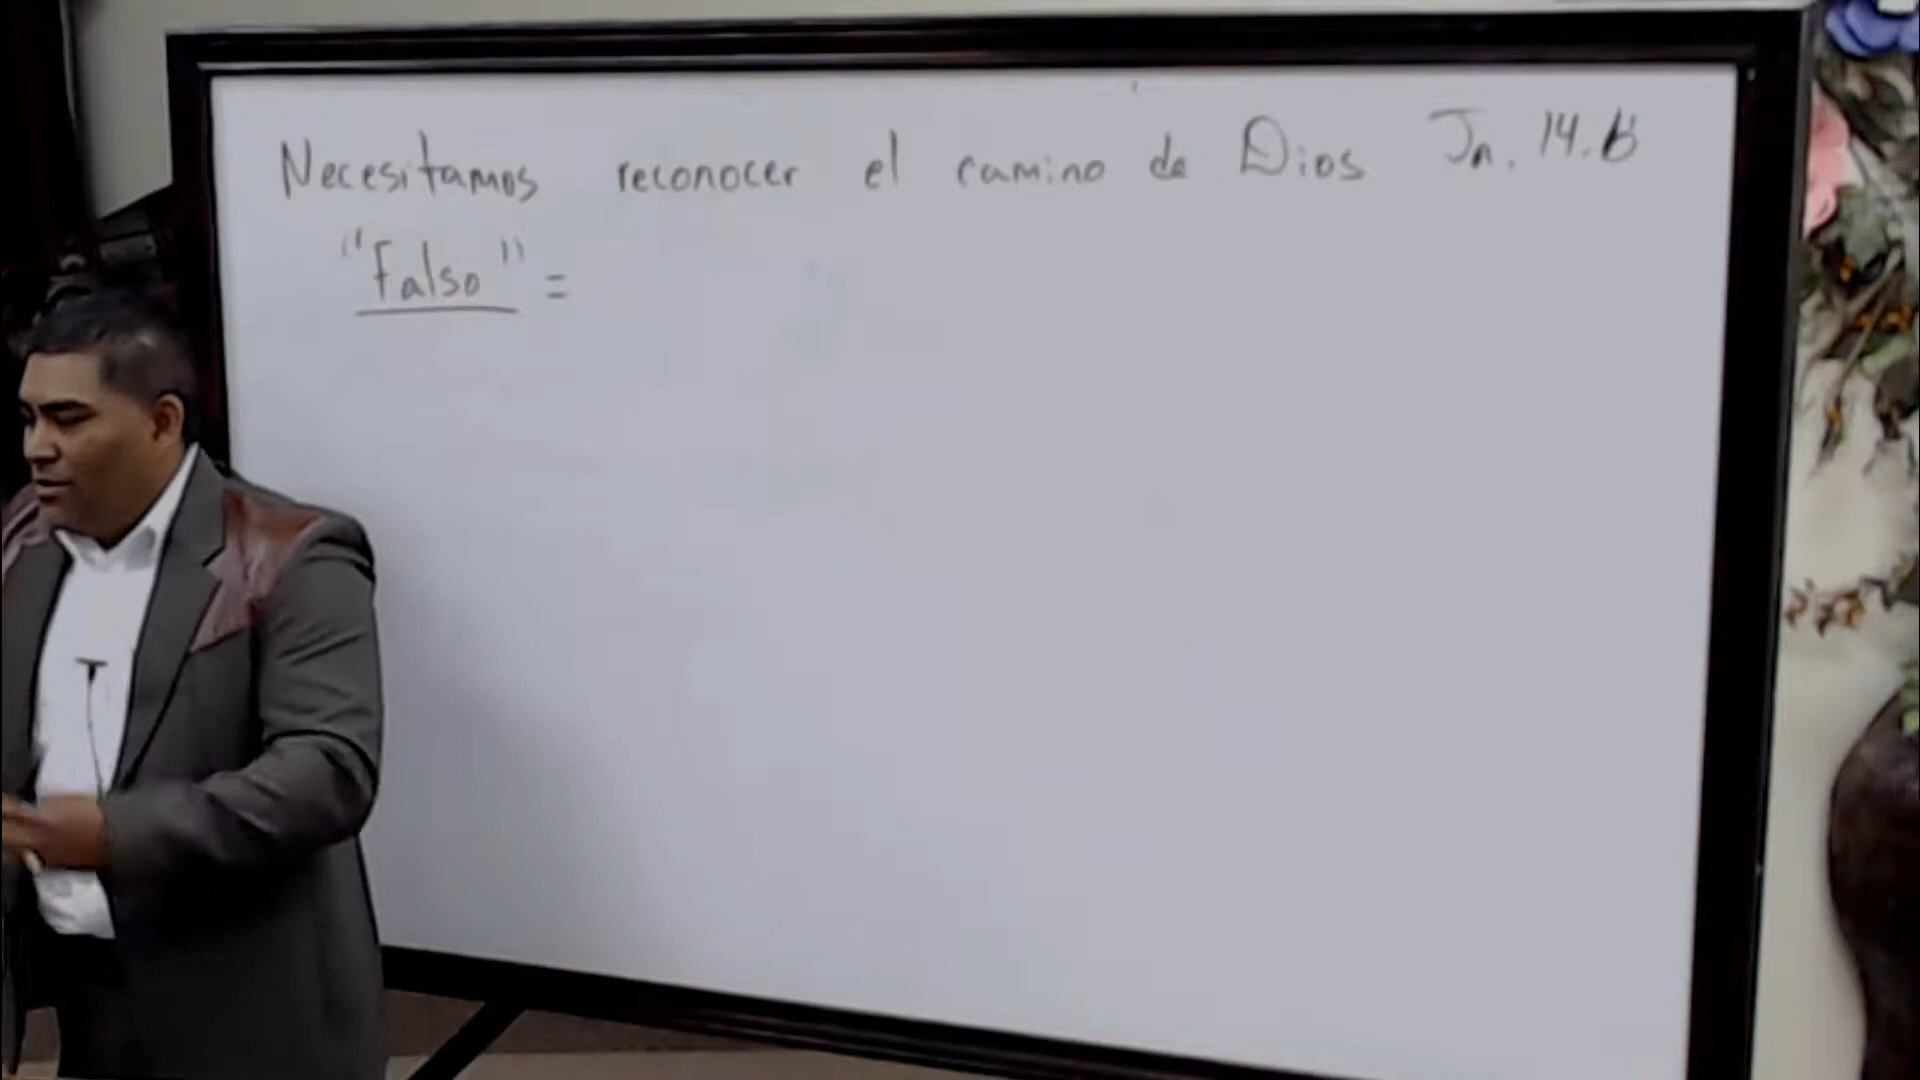 Necesitamos reconocer el camino de Dios Jn. 14.6
"Falso" =